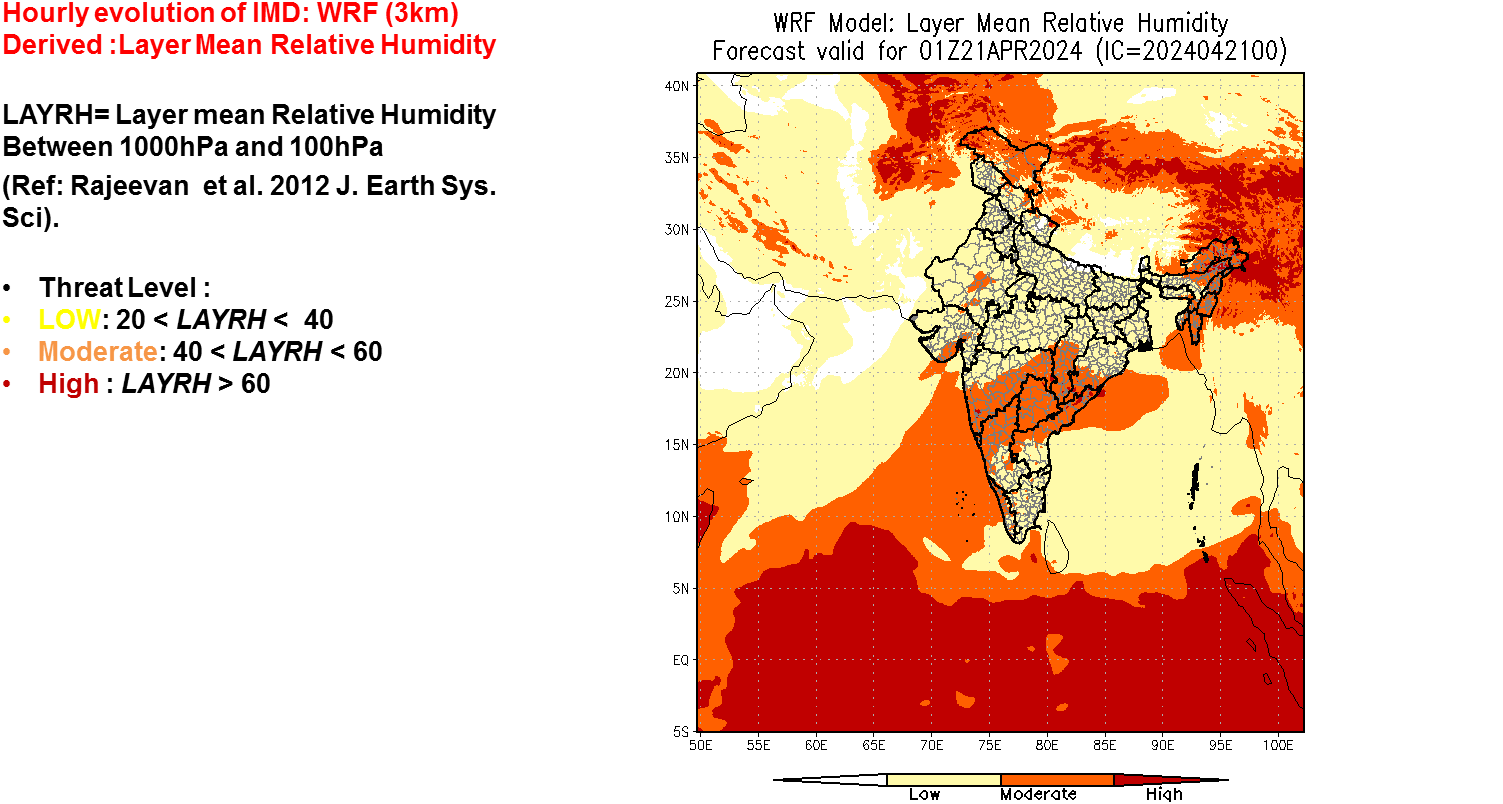 Hourly evolution of IMD: WRF (3km)
Derived :Layer Mean Relative Humidity
LAYRH= Layer mean Relative Humidity
Between 1000hPa and 100hPa
(Ref: Rajeevan et al. 2012 J. Earth Sys.
Sci).
• Threat Level :
• LOW: 20 < LAYRH < 40
• Moderate: 40 < LAYRH < 60
• High : LAYRH > 60
WRF Model: Layer Mean Relative Humidity
Forecast valid for 01Z21APR2024 (IC=2024042100)
40N
35N
30N
25N
20N
15N
10N
5N
EQ
5S
50E 55E 60E 65E 70E 75E 80E 85E 90E 95E 100E
Low Moderate High